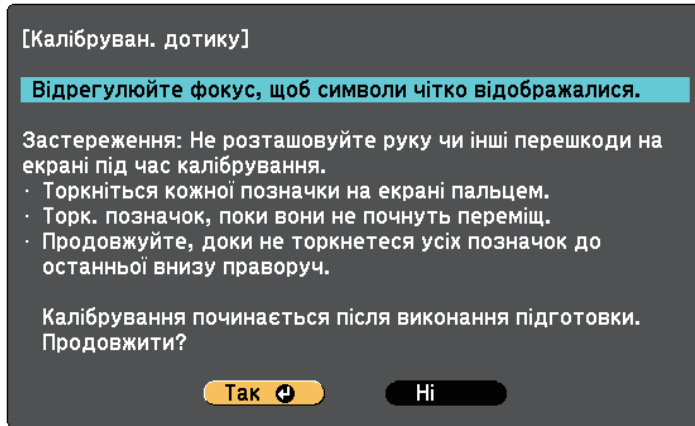 [Калібруван. дотику]
Відрегулюйте фокус, щоб символи чітко відображалися.
Застереження: Не розташовуйте руку чи інші перешкоди на
екрані під час калібрування.
· Торкніться кожної позначки на екрані пальцем.
· Торк. позначок, поки вони не почнуть переміщ.
· Продовжуйте, доки не торкнетеся усіх позначок до
останньої внизу праворуч.
Калібрування починається після виконання підготовки.
Продовжити?
Так Ні